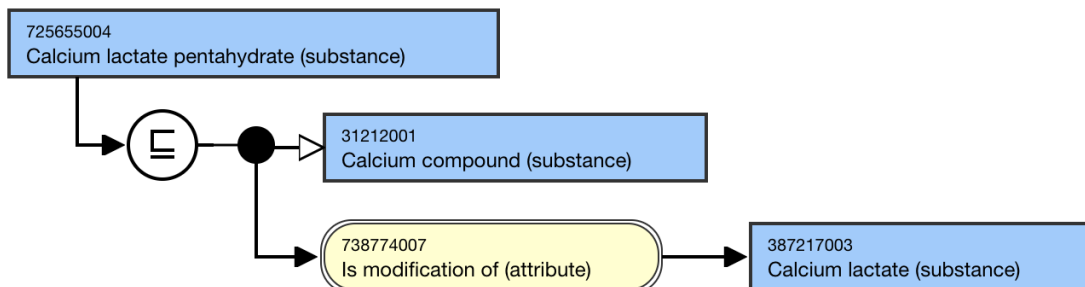 725655004
Calcium lactate pentahydrate (substance)
⊑
31212001
Calcium compound (substance)
738774007
Is modification of (attribute)
387217003
Calcium lactate (substance)